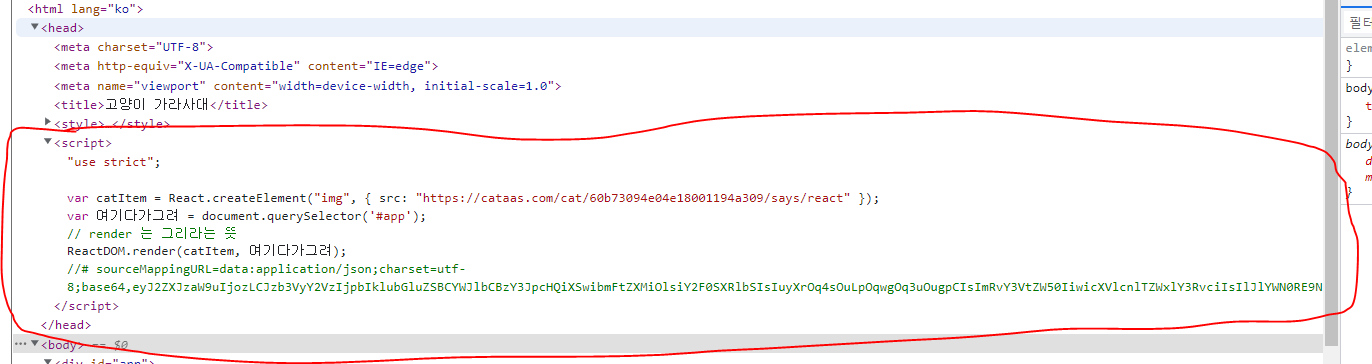 <html lang="ko">
▼<head>
<meta charset="UTF-8">
<meta http-equiv="X-UA-Compatible" content="IE=edge">
<meta name="viewport" content="width=device-width, initial-scale=1.0">
<title>고양이 가라사대</title>
▶<style> </style>
▼<script>
"use strict";
var catItem = React.createElement("img", { src: "https://cataas.com/cat/60b73094e04e18001194a309/says/react" });
var 여기다가그려 = document.querySelector('#app');
// render 는 그리라는 뜻
ReactDOM.render(catItem, 여기다가그려);
//# sourceMappingURL=data:application/json;charset=utf-
8;base64,eyJ2ZXJzaW9uIjozLCJzb3VyY2VzIjpbIklubGluZSBCYWJlbCBzY3JpcHQiXSwibmFtZXMiOlsiY2F0SXRlbSIsIuyXrOq4sOuLpOqwgOq3uOugpCIsImRvY3VtZW50IiwicXVlcnlTZWxlY3RvciIsIlJlYWN0RE9N
</script>
</head>
··· ▼<body> == $0
▼<div id="app">
필터
elem
}
body
t
}
body
d
m
}